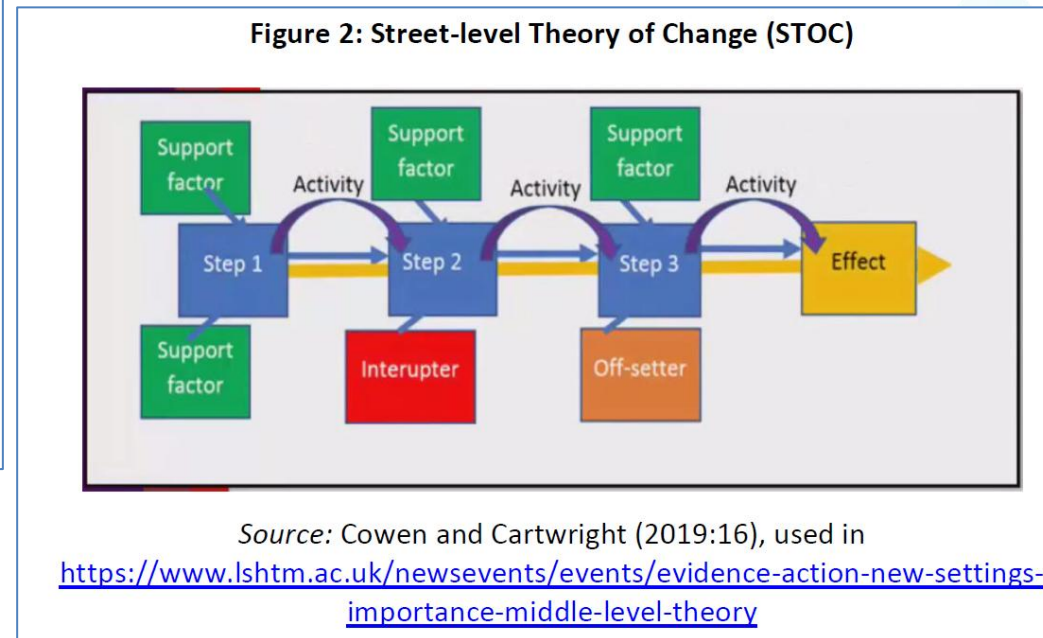 Figure 2: Street-level Theory of Change (STOC)
Support
factor
Support
factor
Support
factor
Activity
Activity
Activity
Step 1
Step 2
Step 3
Effect
Support
factor
Interupter
Off-setter
Source: Cowen and Cartwright (2019:16), used in
https://www.lshtm.ac.uk/newsevents/events/evidence-action-new-settings-
importance-middle-level-theory